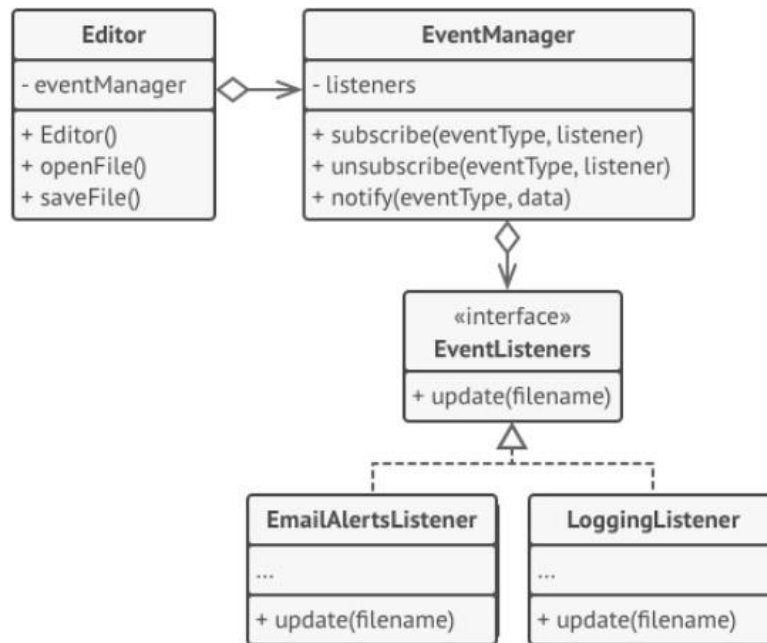 Editor
- eventManager
+ Editor()
+ openFile()
+ saveFile()
EventManager
- listeners
+ subscribe(eventType, listener)
+ unsubscribe(eventType, listener)
+ notify(eventType, data)
«interface»
EventListeners
+ update(filename)
EmailAlertsListener
...
+ update(filename)
LoggingListener
...
+ update(filename)